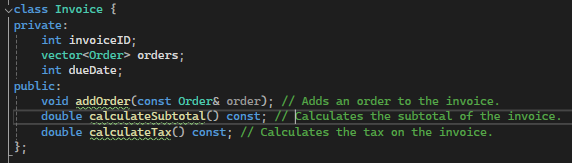 class Invoice {
private:
    int invoiceID;
    vector<Order> orders;
    int dueDate;
public:
    void addOrder(const Order& order); // Adds an order to the invoice.
    double calculateSubtotal() const; // Calculates the subtotal of the invoice.
    double calculateTax() const; // Calculates the tax on the invoice.
};